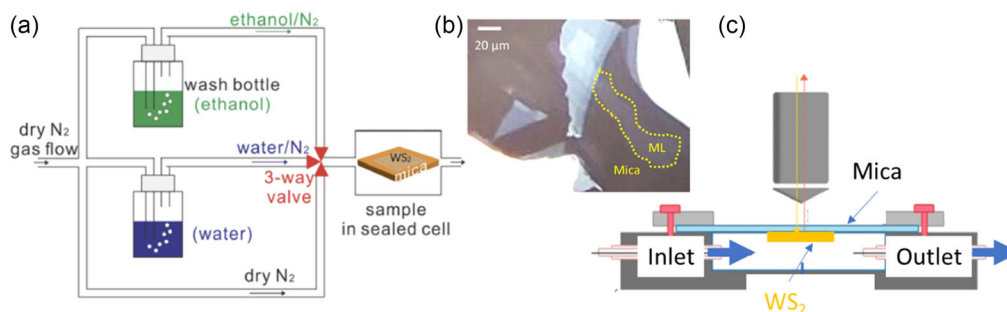 (a)
ethanol/N2
wash bottle
(ethanol)
dry N2
gas flow
water/N2
3-way
valve
WS2
mica
sample
in sealed cell
(water)
dry N2
(b)
20 μm
ML
Mica
(c)
Mica
Inlet
Outlet
WS2